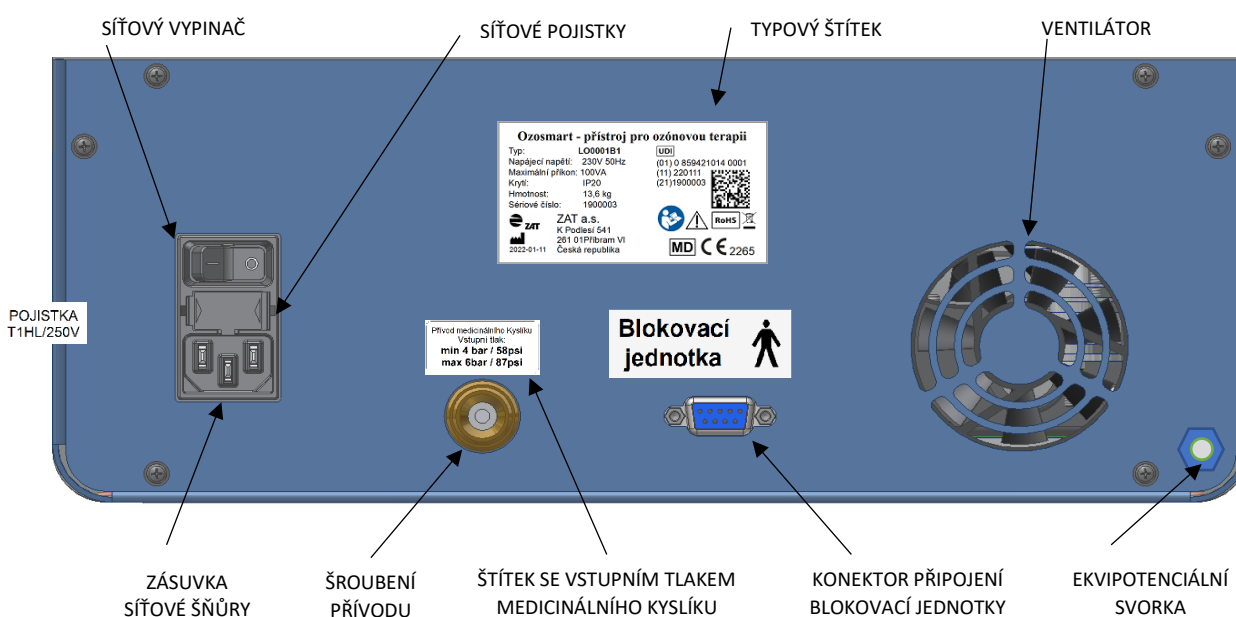 SÍŤOVÝ VYPINAČ
SÍŤOVÉ POJISTKY
TYPOVÝ ŠTÍTEK
VENTILÁTOR
Ozosmart - přístroj pro ozónovou terapii
Typ: LO0001B1
Napájecí napětí: 230V 50Hz
Maximální příkon: 100VA
Krytí: IP20
Hmotnost: 13,6 kg
Sériové číslo: 1900003
UDI
(01) 0 859421014 0001
(11) 220111
(21)1900003
ZAT
ZAT a.s.
K Podlesí 541
261 01Příbram VI
2022-01-11 Česká republika
RoHS
MD CE 2265
POJISTKA
T1HL/250V
Přívod medicinálního Kyslíku
Vstupní tlak:
min 4 bar / 58psi
max 6bar / 87psi
Blokovací
jednotka
ZÁSUVKA
SÍŤOVÉ ŠŇŮRY
ŠROUBENÍ
PŘÍVODU
ŠTÍTEK SE VSTUPNÍM TLAKEM
MEDICINÁLNÍHO KYSLÍKU
KONEKTOR PŘIPOJENÍ
BLOKOVACÍ JEDNOTKY
EKVIPOTENCIÁLNÍ
SVORKA